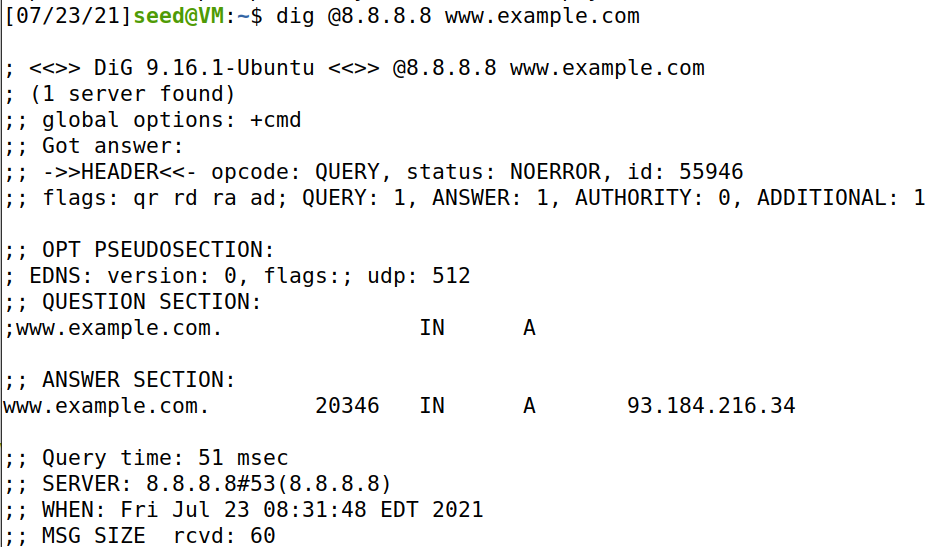 [07/23/21]seed@VM:~$ dig @8.8.8.8 www.example.com
; <<>> DiG 9.16.1-Ubuntu <<>> @8.8.8.8 www.example.com
; (1 server found)
;; global options: +cmd
;; Got answer:
;; ->>HEADER<<- opcode: QUERY, status: NOERROR, id: 55946
;; flags: qr rd ra ad; QUERY: 1, ANSWER: 1, AUTHORITY: 0, ADDITIONAL: 1
;; OPT PSEUDOSECTION:
; EDNS: version: 0, flags:; udp: 512
;; QUESTION SECTION:
;www.example.com. IN A
;; ANSWER SECTION:
www.example.com. 20346 IN A 93.184.216.34
;; Query time: 51 msec
;; SERVER: 8.8.8.8#53(8.8.8.8)
;; WHEN: Fri Jul 23 08:31:48 EDT 2021
;; MSG SIZE rcvd: 60